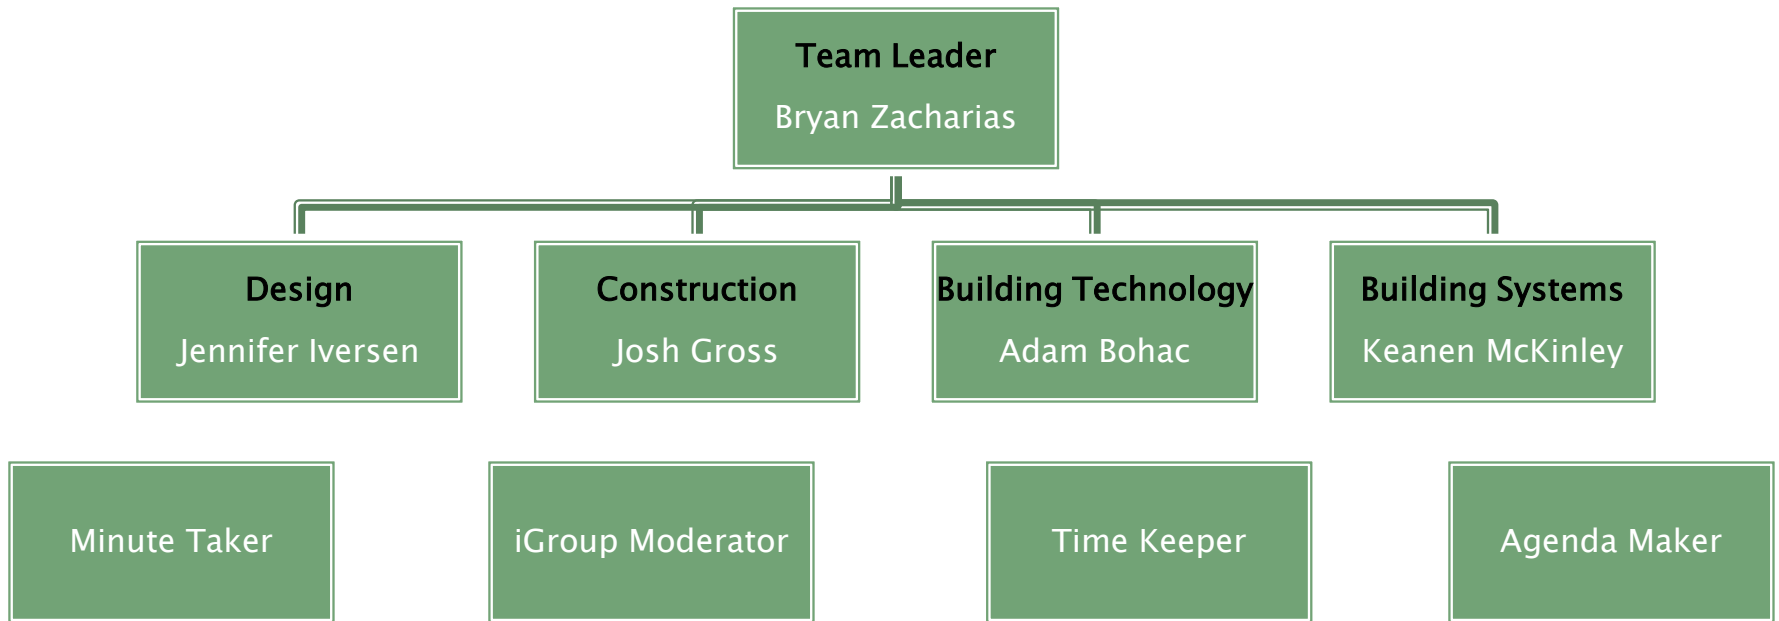 Team Leader
Bryan Zacharias
Design
Jennifer Iversen
Construction
Josh Gross
Building Technology
Adam Bohac
Building Systems
Keanen McKinley
Minute Taker
iGroup Moderator
Time Keeper
Agenda Maker